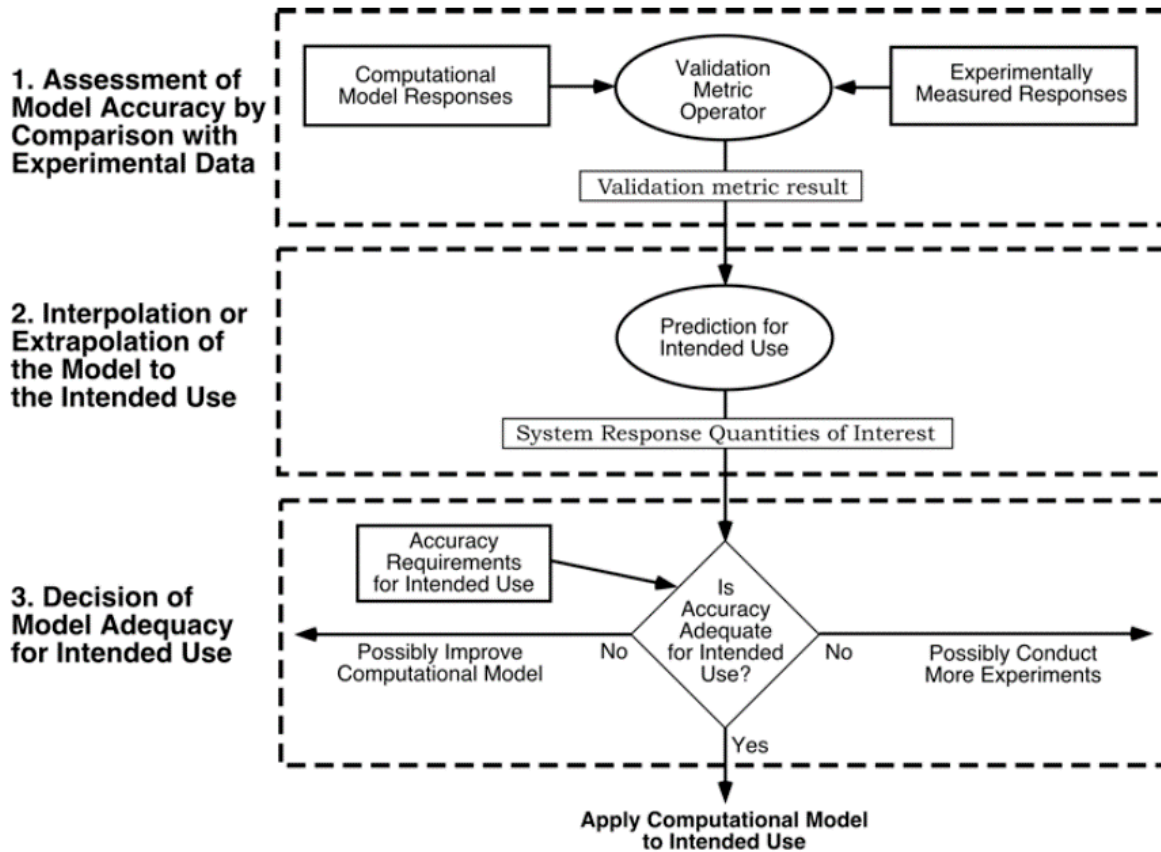 1. Assessment of
Model Accuracy by
Comparison with
Experimental Data
Computational
Model Responses
Validation
Metric
Operator
Experimentally
Measured Responses
Validation metric result
2. Interpolation or
Extrapolation of
the Model to
the Intended Use
Prediction for
Intended Use
System Response Quantities of Interest
3. Decision of
Model Adequacy
for Intended Use
Accuracy
Requirements
for Intended Use
Is
Accuracy
Adequate
for Intended
Use?
No
Possibly Improve
Computational Model
No
Possibly Conduct
More Experiments
Yes
Apply Computational Model
to Intended Use